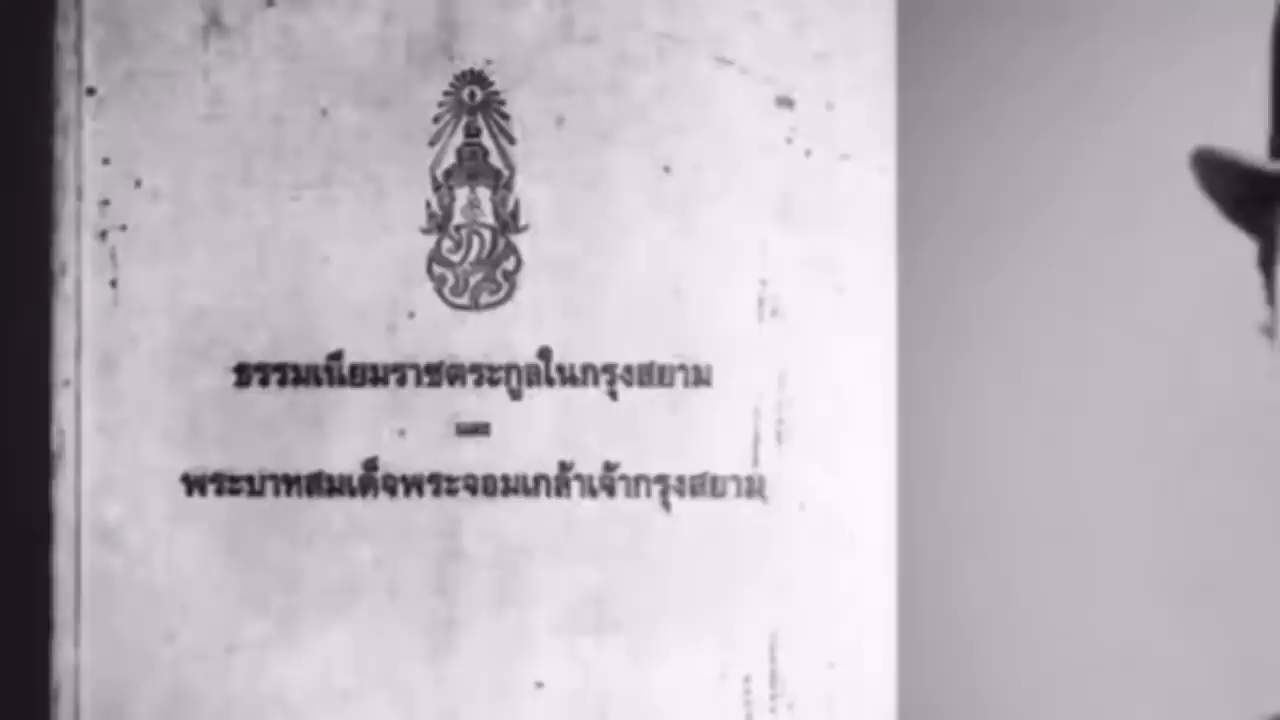 ธรรมเนียมราชตระกูลในกรุงสยาม
และ
พระบาทสมเด็จพระจอมเกล้าเจ้ากรุงสยาม